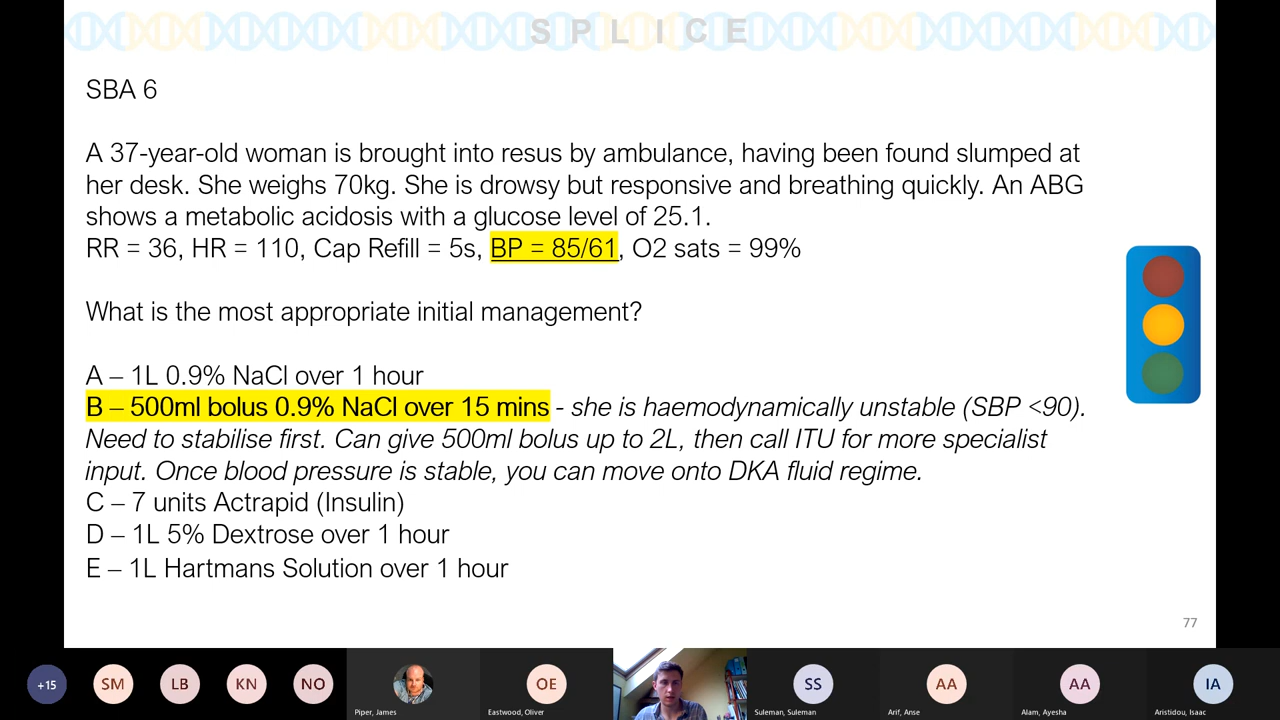 SPLICE
SBA 6
A 37-year-old woman is brought into resus by ambulance, having been found slumped at
her desk. She weighs 70kg. She is drowsy but responsive and breathing quickly. An ABG
shows a metabolic acidosis with a glucose level of 25.1.
RR = 36, HR = 110, Cap Refill = 5s, BP = 85/61, O2 sats = 99%
What is the most appropriate initial management?
A – 1L 0.9% NaCl over 1 hour
B – 500ml bolus 0.9% NaCl over 15 mins - she is haemodynamically unstable (SBP <90).
Need to stabilise first. Can give 500ml bolus up to 2L, then call ITU for more specialist
input. Once blood pressure is stable, you can move onto DKA fluid regime.
C – 7 units Actrapid (Insulin)
D – 1L 5% Dextrose over 1 hour
E – 1L Hartmans Solution over 1 hour
77
+15 SM LB KN NO OE SS AA AA IA
Piper, James Eastwood, Oliver Suleman, Suleman Arif, Anse Alam, Ayesha Aristidou, Isaac